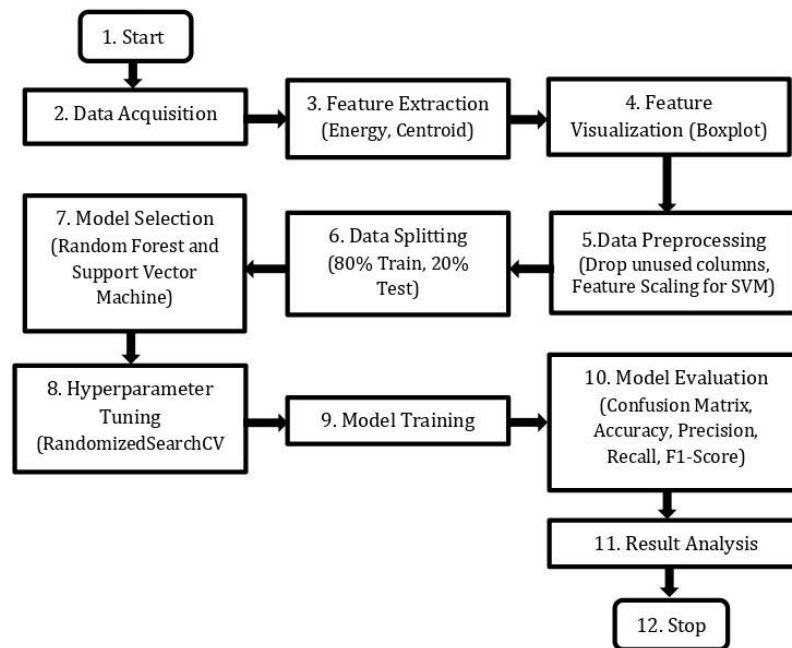 1. Start
2. Data Acquisition
3. Feature Extraction
(Energy, Centroid)
4. Feature
Visualization (Boxplot)
5.Data Preprocessing
(Drop unused columns,
Feature Scaling for SVM)
6. Data Splitting
(80% Train, 20%
Test)
7. Model Selection
(Random Forest and
Support Vector
Machine)
8. Hyperparameter
Tuning
(RandomizedSearchCV
9. Model Training
10. Model Evaluation
(Confusion Matrix,
Accuracy, Precision,
Recall, F1-Score)
11. Result Analysis
12. Stop